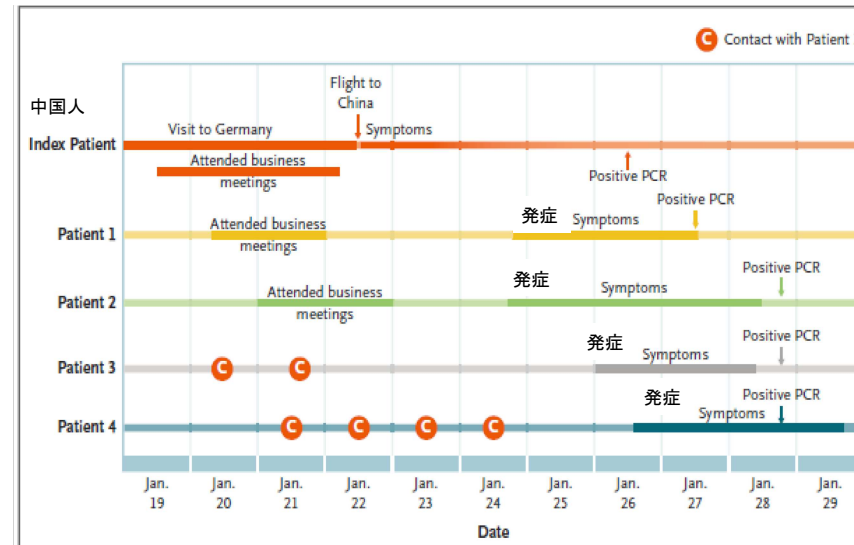 C Contact with Patient
Flight to
China
中国人
Visit to Germany
Symptoms
Index Patient
Attended business
meetings
Positive PCR
Positive PCR
発症
Attended business
Symptoms
Patient 1
meetings
Positive PCR
発症
Attended business
Symptoms
Patient 2
meetings
Positive PCR
発症
Symptoms
Patient 3
C
C
発症
Positive PCR
Symptoms
Patient 4
C
C
C
C
Jan.
19
Jan.
20
Jan.
21
Jan.
22
Jan.
23
Jan.
24
Jan.
25
Jan.
26
Jan.
27
Jan.
28
Jan.
29
Date